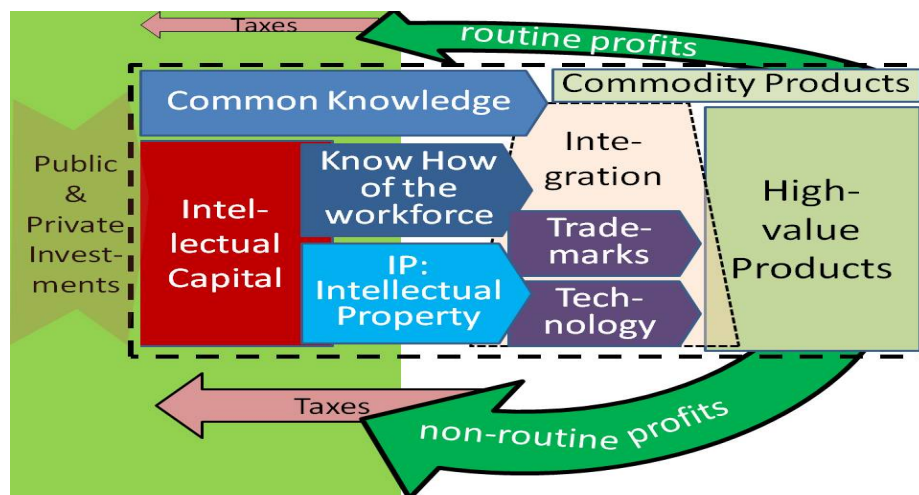 Taxes
routine profits
Commodity Products
Common Knowledge
Public
&
Private
Invest-
ments
Intel-
lectual
Capital
Know How
of the
workforce
IP:
Intellectual
Property
Inte-
gration
Trade-
marks
Tech-
nology
High-
value
Products
Taxes
non-routine profits